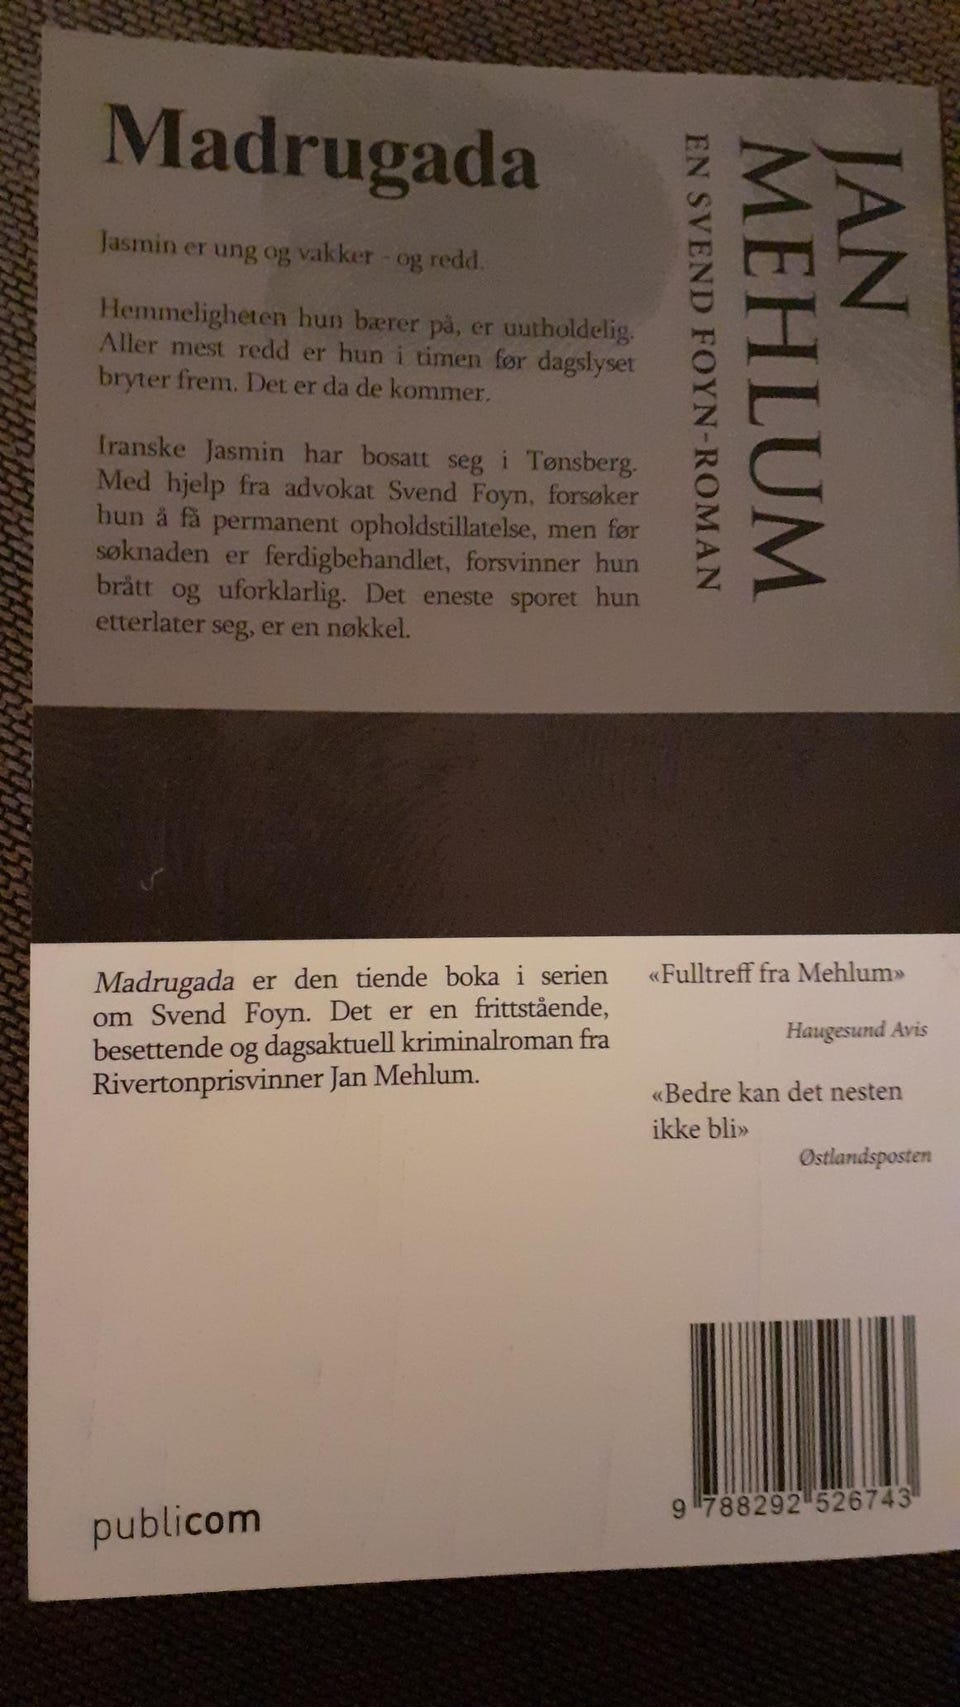 Madrugada
Jasmin er ung og vakker - og redd.
Hemmeligheten hun bærer på, er uutholdelig.
Aller mest redd er hun i timen før dagslyset
bryter frem. Det er da de kommer.
Iranske Jasmin har bosatt seg i Tønsberg.
Med hjelp fra advokat Svend Foyn, forsøker
hun å få permanent opholdstillatelse, men før
søknaden er ferdigbehandlet, forsvinner hun
brått og uforklarlig. Det eneste sporet hun
etterlater seg, er en nøkkel.
JAN
MEHLUM
EN SVEND FOYN-ROMAN
Madrugada er den tiende boka i serien
om Svend Foyn. Det er en frittstående,
besettende og dagsaktuell kriminalroman fra
Rivertonprisvinner Jan Mehlum.
«Fulltreff fra Mehlum»
Haugesund Avis
«Bedre kan det nesten
ikke bli»
Østlandsposten
publicom
9 788292 526743